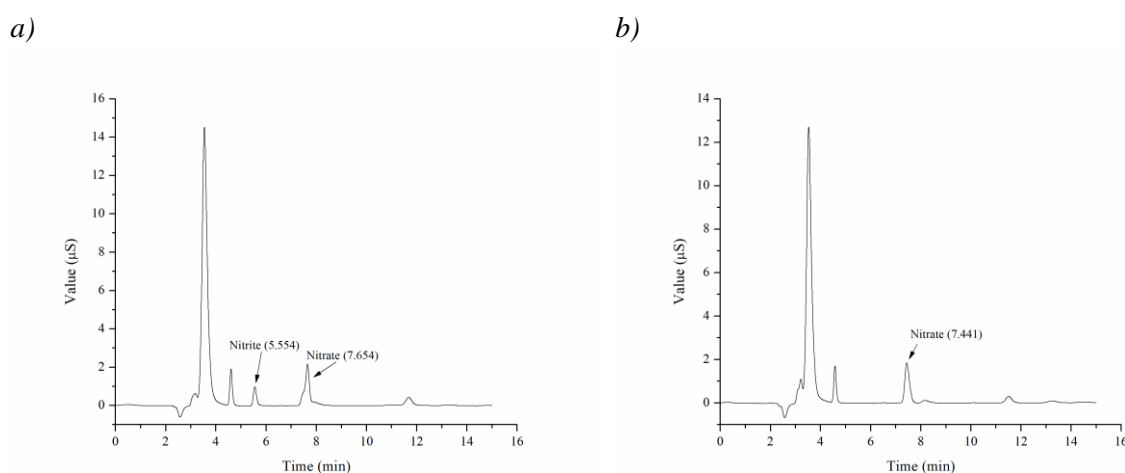 a)
b)
16
14
12
10
8
6
4
2
0
Value (μS)
Nitrite (5.554)
Nitrate (7.654)
0 2 4 6 8 10 12 14 16
Time (min)
14
12
10
8
6
4
2
0
Value (μS)
Nitrate (7.441)
0 2 4 6 8 10 12 14 16
Time (min)